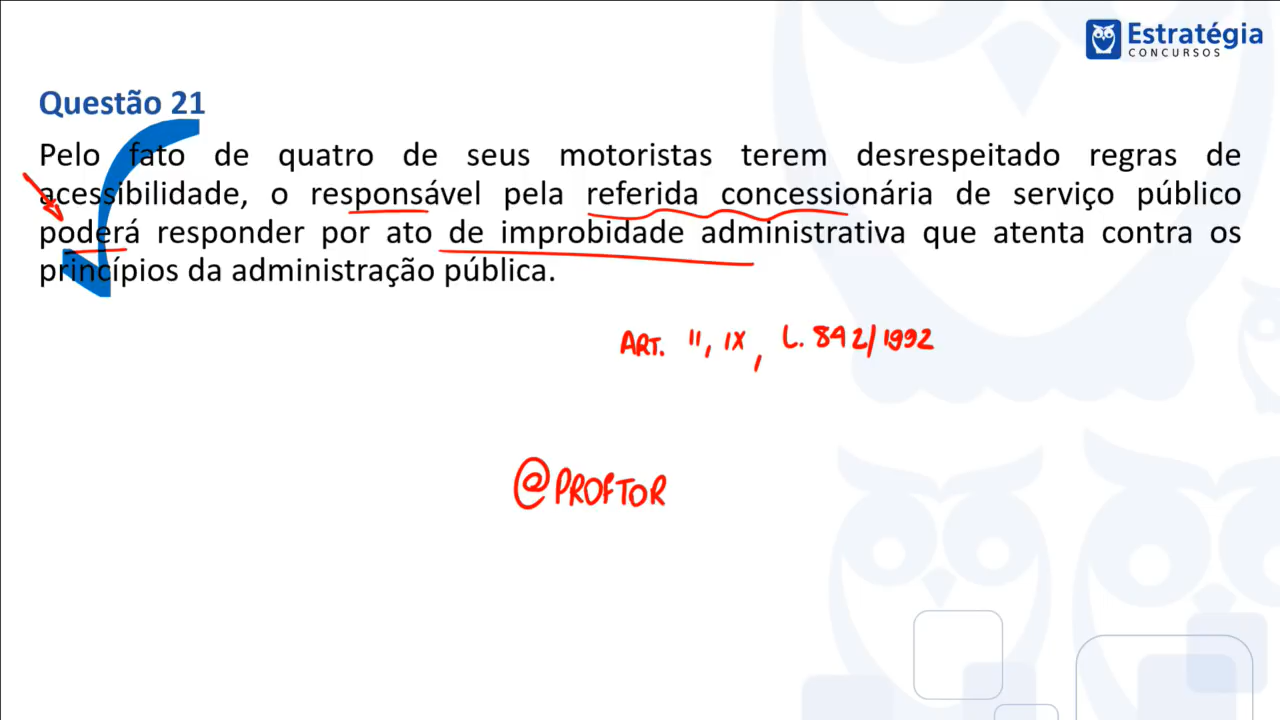 Estratégia
CONCURSOS
Questão 21
Pelo fato de quatro de seus motoristas terem desrespeitado regras de
acessibilidade, o responsável pela referida concessionária de serviço público
poderá responder por ato de improbidade administrativa que atenta contra os
princípios da administração pública.
ART. 11, IX, L. 842/1992
@PROFTOR